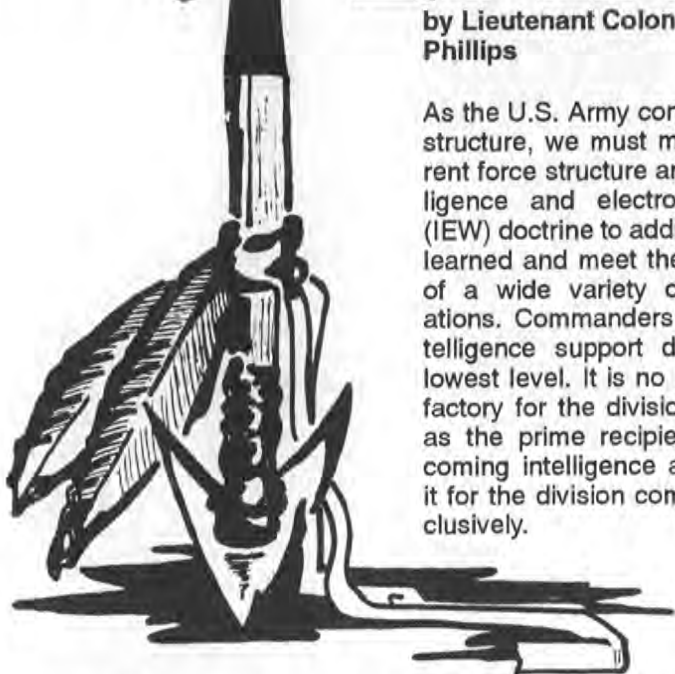 by Lieutenant Colon
Phillips
As the U.S. Army con
structure, we must m
rent force structure an
ligence and electro
(IEW) doctrine to add
learned and meet the
of a wide variety o
ations. Commanders
telligence support d
lowest level. It is no
factory for the divisio
as the prime recipie
coming intelligence a
it for the division com
clusively.